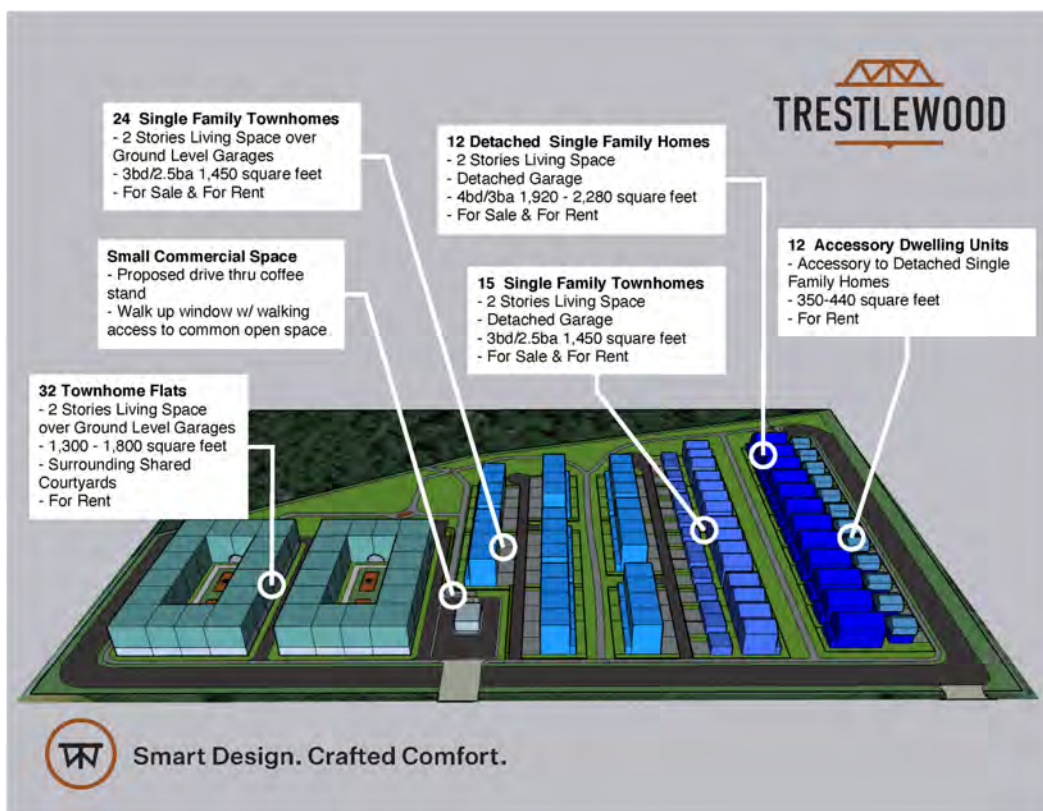 TRESTLEWOOD
24 Single Family Townhomes
- 2 Stories Living Space over
Ground Level Garages
- 3bd/2.5ba 1,450 square feet
- For Sale & For Rent
12 Detached Single Family Homes
- 2 Stories Living Space
- Detached Garage
- 4bd/3ba 1,920 - 2,280 square feet
- For Sale & For Rent
12 Accessory Dwelling Units
- Accessory to Detached Single
Family Homes
- 350-440 square feet
- For Rent
Small Commercial Space
- Proposed drive thru coffee
stand
- Walk up window w/ walking
access to common open space
15 Single Family Townhomes
- 2 Stories Living Space
- Detached Garage
- 3bd/2.5ba 1,450 square feet
- For Sale & For Rent
32 Townhome Flats
- 2 Stories Living Space
over Ground Level Garages
- 1,300 - 1,800 square feet
- Surrounding Shared
Courtyards
- For Rent
Smart Design. Crafted Comfort.